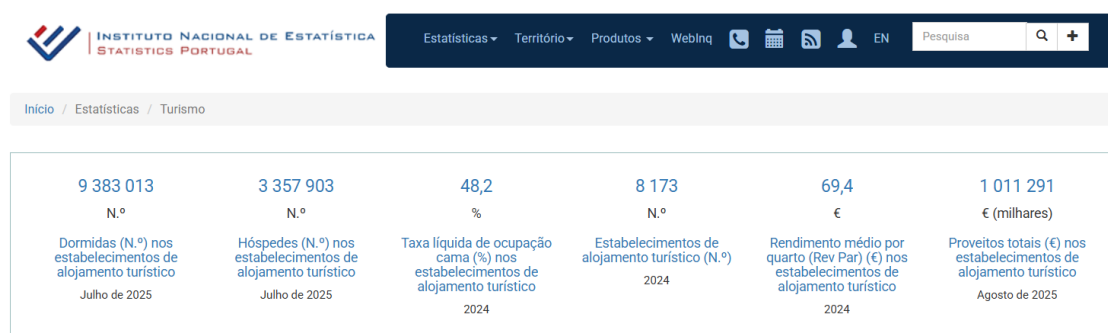 INSTITUTO NACIONAL DE ESTATÍSTICA
STATISTICS PORTUGAL
Estatísticas Território Produtos WebInq EN Pesquisa
Início / Estatísticas / Turismo
9 383 013
N.º
Dormidas (N.º) nos
estabelecimentos de
alojamento turístico
Julho de 2025
3 357 903
N.º
Hóspedes (N.º) nos
estabelecimentos de
alojamento turístico
Julho de 2025
48,2
%
Taxa líquida de ocupação
cama (%) nos
estabelecimentos de
alojamento turístico
2024
8 173
N.º
Estabelecimentos de
alojamento turístico (N.º)
2024
69,4
€
Rendimento médio por
quarto (Rev Par) (€) nos
estabelecimentos de
alojamento turístico
2024
1 011 291
€ (milhares)
Proveitos totais (€) nos
estabelecimentos de
alojamento turístico
Agosto de 2025